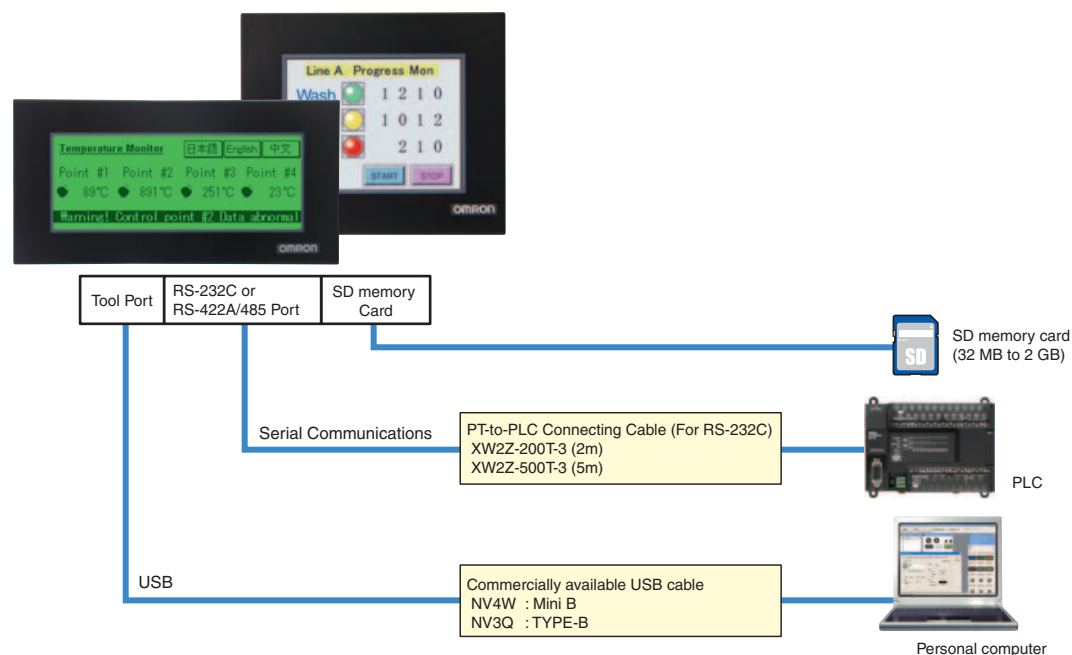 Line A Progress Mon
Wash 1 2 1 0
1 0 1 2
2 1 0
START STOP
OMRON
Temperature Monitor 日本語 English 中文
Point #1 Point #2 Point #3 Point #4
89℃ 891℃ 251℃ 23℃
Warning! Control point #2 Data abnormal
OMRON
Tool Port
RS-232C or
RS-422A/485 Port
SD memory
Card
SD
SD memory card
(32 MB to 2 GB)
Serial Communications
PT-to-PLC Connecting Cable (For RS-232C)
XW2Z-200T-3 (2m)
XW2Z-500T-3 (5m)
PLC
USB
Commercially available USB cable
NV4W : Mini B
NV3Q : TYPE-B
Personal computer